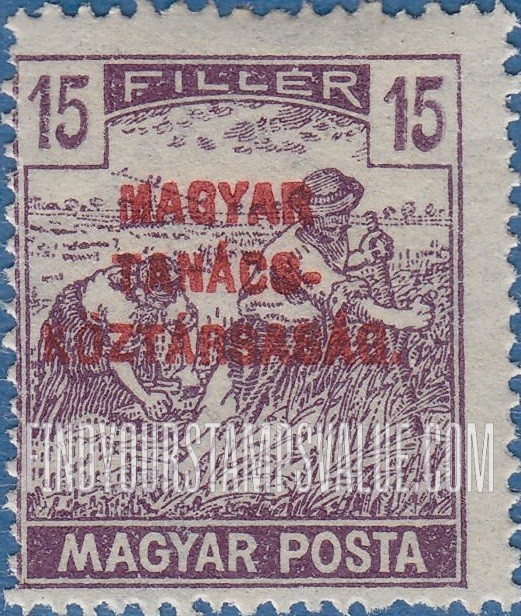 FILLÉR
15 15
MAGYAR
TANÁCS-
KÖZTÁRSASÁG.
FINDYOURSTAMPSVALUE.COM
MAGYAR POSTA